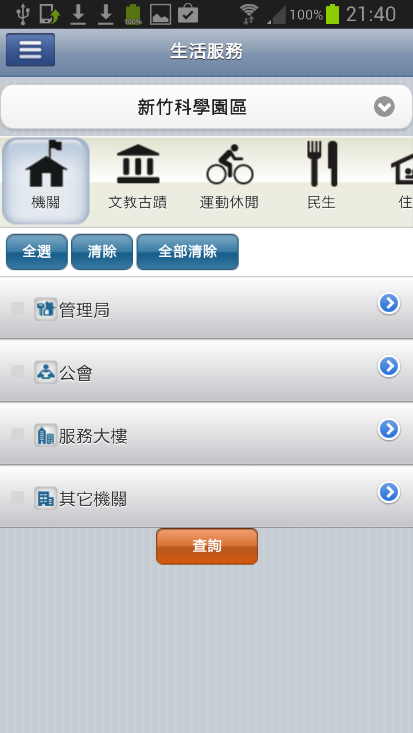 100% 100% 21:40
生活服務
新竹科學園區
機關 文教古蹟 運動休閒 民生 住
全選 清除 全部清除
管理局
公會
服務大樓
其它機關
查詢